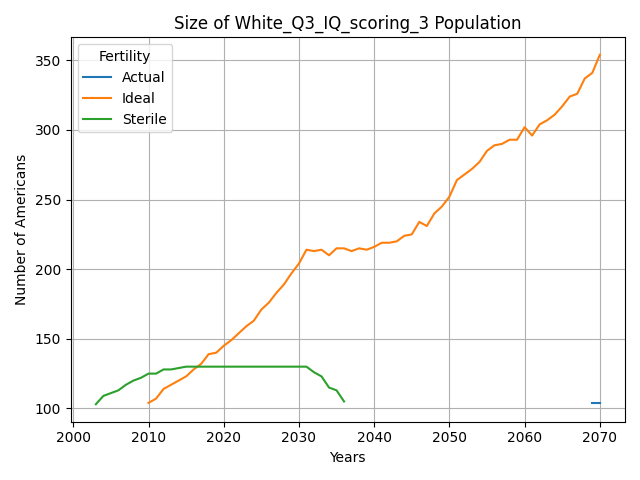 Size of White_Q3_IQ_scoring_3 Population
Fertility
Actual
Ideal
Sterile
Number of Americans
350
300
250
200
150
100
2000 2010 2020 2030 2040 2050 2060 2070
Years